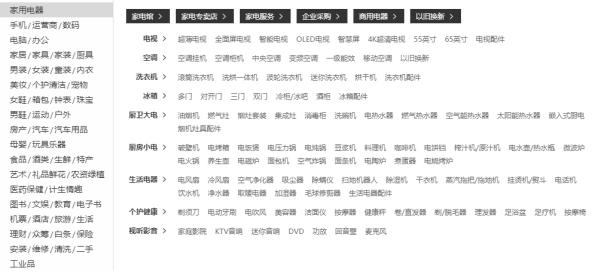 家用电器
手机/运营商/数码
电脑/办公
家居/家具/家装/厨具
男装/女装/童装/内衣
美妆/个护清洁/宠物
女鞋/箱包/钟表/珠宝
男鞋/运动/户外
房产/汽车/汽车用品
母婴/玩具乐器
食品/酒类/生鲜/特产
艺术/礼品鲜花/农资绿植
医药保健/计生情趣
图书/文娱/教育/电子书
机票/酒店/旅游/生活
理财/众筹/白条/保险
安装/维修/清洗/二手
工业品
家电馆 > 家电专卖店 > 家电服务 > 企业采购 > 商用电器 > 以旧换新 >
电视 > 超薄电视 全面屏电视 智能电视 OLED电视 智慧屏 4K超清电视 55英寸 65英寸 电视配件
空调 > 空调挂机 空调柜机 中央空调 变频空调 一级能效 移动空调 以旧换新
洗衣机 > 滚筒洗衣机 洗烘一体机 波轮洗衣机 迷你洗衣机 烘干机 洗衣机配件
冰箱 > 多门 对开门 三门 双门 冷柜/冰吧 酒柜 冰箱配件
厨卫大电 > 油烟机 燃气灶 烟灶套装 集成灶 消毒柜 洗碗机 电热水器 燃气热水器 空气能热水器 太阳能热水器 嵌入式厨电
烟机灶具配件
厨房小电 > 破壁机 电烤箱 电饭煲 电压力锅 电炖锅 豆浆机 料理机 咖啡机 电饼铛 榨汁机/原汁机 电水壶/热水瓶 微波炉
电火锅 养生壶 电磁炉 面包机 空气炸锅 面条机 电陶炉 煮蛋器 电烧烤炉
生活电器 > 电风扇 冷风扇 空气净化器 吸尘器 除螨仪 扫地机器人 除湿机 干衣机 蒸汽拖把/拖地机 挂烫机/熨斗 电话机
饮水机 净水器 取暖电器 加湿器 毛球修剪器 生活电器配件
个护健康 > 剃须刀 电动牙刷 电吹风 美容器 洁面仪 按摩器 健康秤 卷/直发器 剃/脱毛器 理发器 足浴盆 足疗机 按摩椅
视听影音 > 家庭影院 KTV音响 迷你音响 DVD 功放 回音壁 麦克风